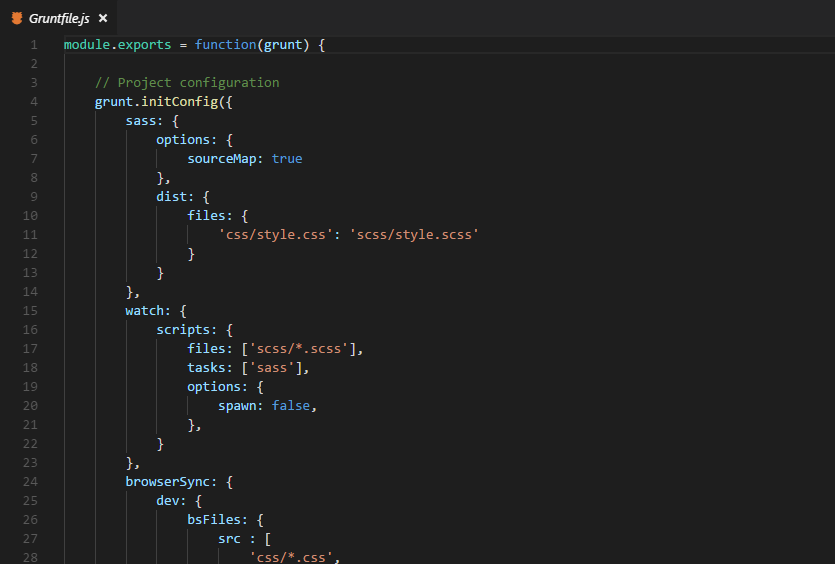 Gruntfile.js ×
1 module.exports = function(grunt) {
2
3     // Project configuration
4     grunt.initConfig({
5         sass: {
6             options: {
7                 sourceMap: true
8             },
9             dist: {
10                 files: {
11                     'css/style.css': 'scss/style.scss'
12                 }
13             }
14         },
15         watch: {
16             scripts: {
17                 files: ['scss/*.scss'],
18                 tasks: ['sass'],
19                 options: {
20                     spawn: false,
21                 },
22             }
23         },
24         browserSync: {
25             dev: {
26                 bsFiles: {
27                     src : [
28                         'css/*.css',